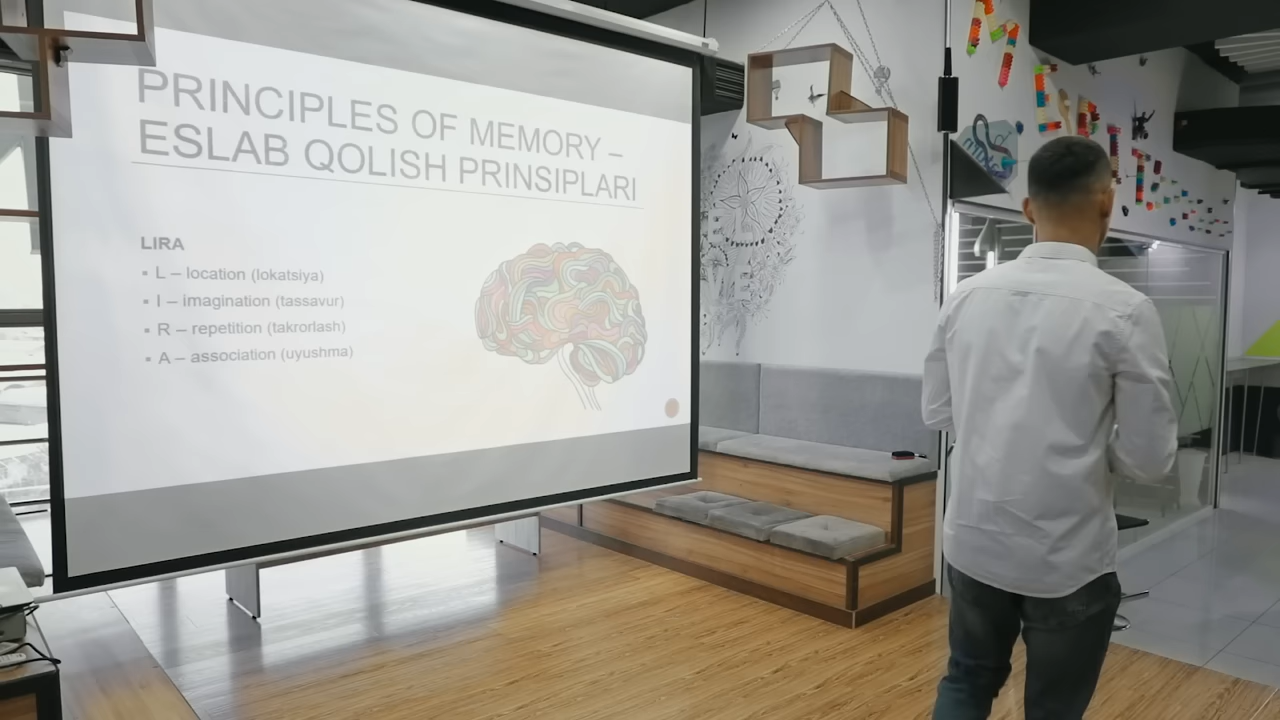 PRINCIPLES OF MEMORY –
ESLAB QOLISH PRINSIPLARI
LIRA
▪ L – location (lokatsiya)
▪ I – imagination (tassavur)
▪ R – repetition (takrorlash)
▪ A – association (uyushma)